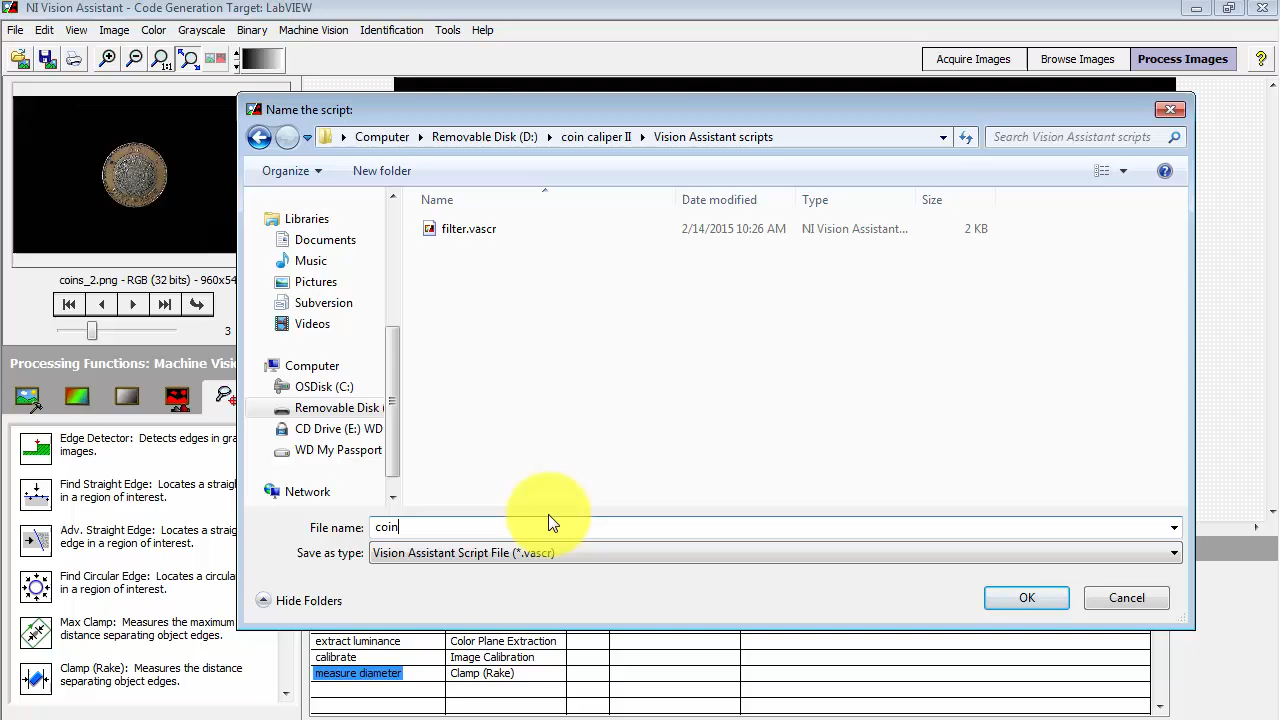 NI Vision Assistant - Code Generation Target: LabVIEW
File Edit View Image Color Grayscale Binary Machine Vision Identification Tools Help
1:1
Acquire Images Browse Images Process Images ?
Name the script:
Computer Removable Disk (D:) coin caliper II Vision Assistant scripts Search Vision Assistant scripts
Organize New folder
Name Date modified Type Size
Libraries
filter.vascr 2/14/2015 10:26 AM NI Vision Assistant... 2 KB
Documents
Music
Pictures
Subversion
Videos
Computer
OSDisk (C:)
Removable Disk (
CD Drive (E:) WD
WD My Passport
Network
coins_2.png - RGB (32 bits) - 960x54
3
Processing Functions: Machine Visi
Edge Detector: Detects edges in gra
images.
Find Straight Edge: Locates a straigh
in a region of interest.
Adv. Straight Edge: Locates a straigh
edge in a region of interest.
Find Circular Edge: Locates a circula
in a region of interest.
Max Clamp: Measures the maximum
distance separating object edges.
Clamp (Rake): Measures the distance
separating object edges.
File name: coin
Save as type: Vision Assistant Script File (*.vascr)
Hide Folders OK Cancel
extract luminance Color Plane Extraction
calibrate Image Calibration
measure diameter Clamp (Rake)